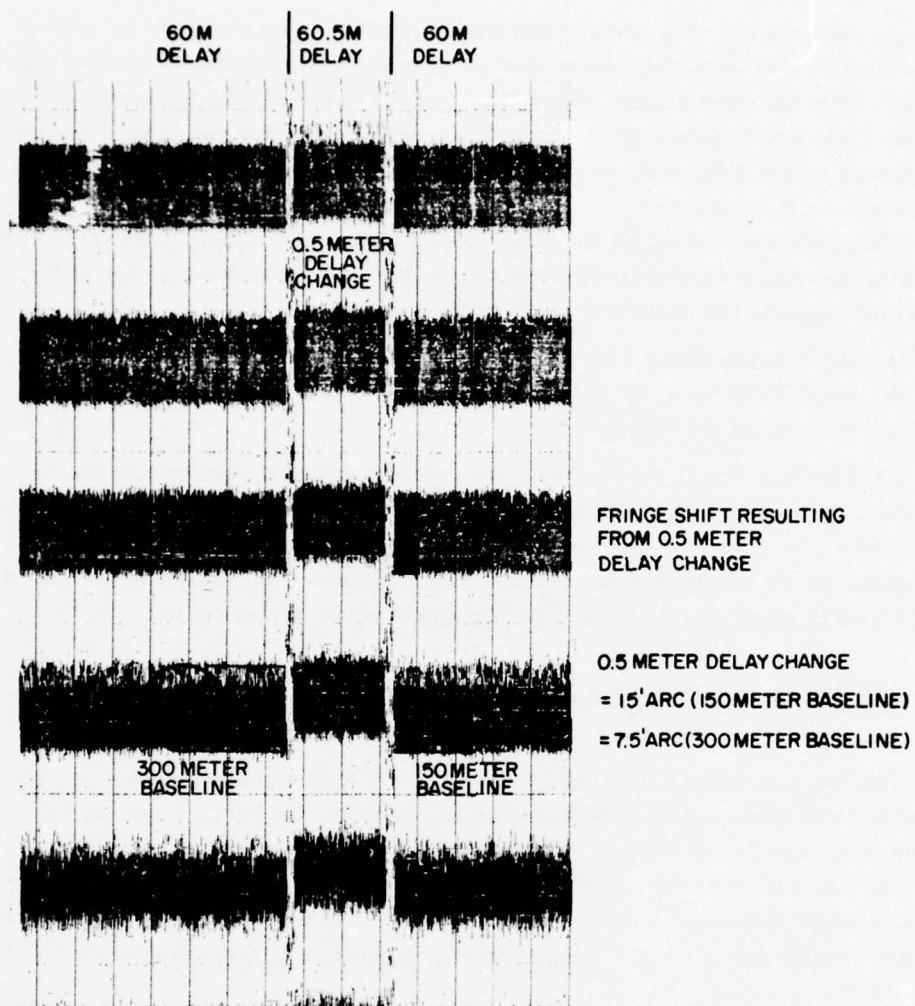 60 M
DELAY
60.5M
DELAY
60 M
DELAY
0.5 METER
DELAY
CHANGE
FRINGE SHIFT RESULTING
FROM 0.5 METER
DELAY CHANGE
0.5 METER DELAY CHANGE
= 15' ARC (150 METER BASELINE)
= 7.5' ARC (300 METER BASELINE)
300 METER
BASELINE
150 METER
BASELINE